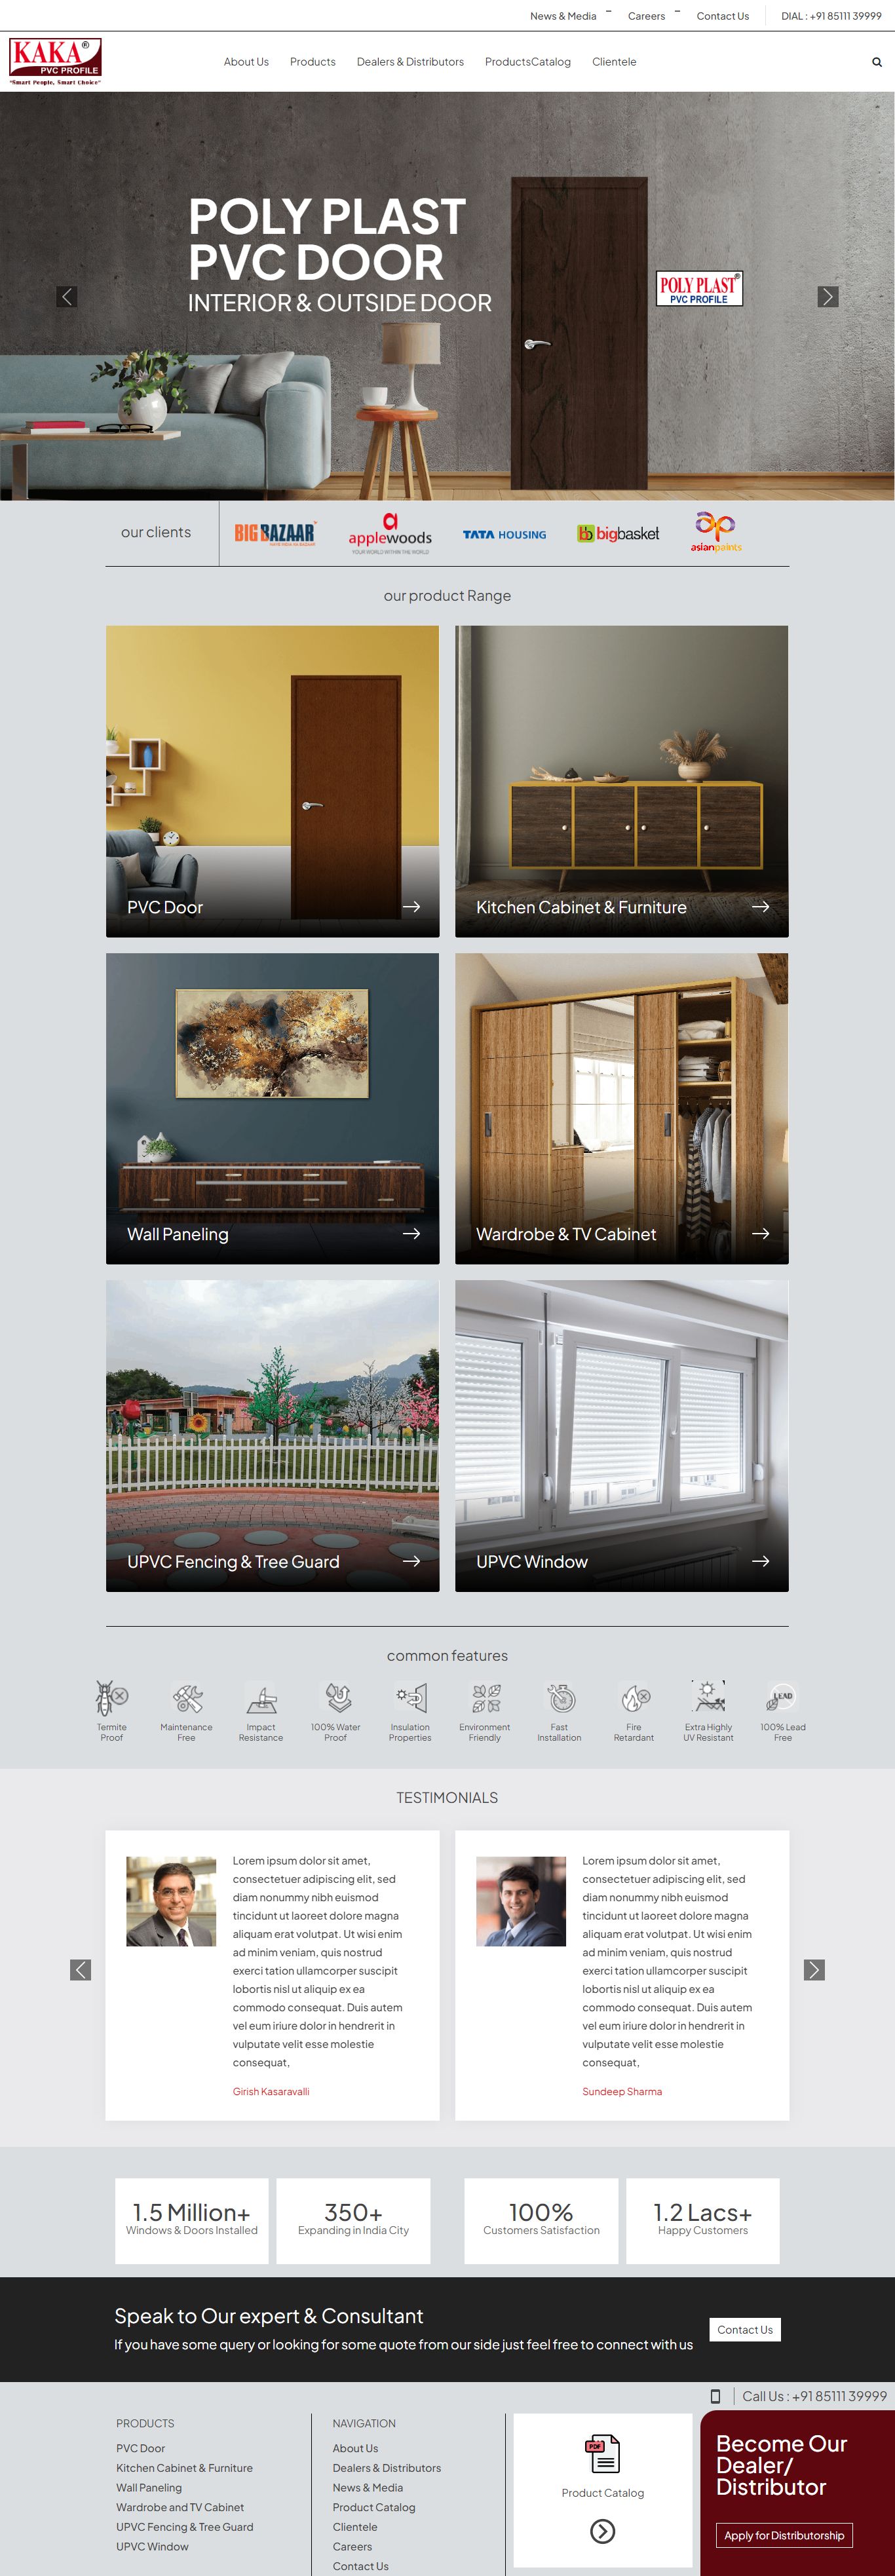 News & Media
Careers
Contact Us
DIAL : +91 85111 39999
KAKA®
PVC PROFILE
"Smart People, Smart Choice"
About Us
Products
Dealers & Distributors
ProductsCatalog
Clientele
POLY PLAST
PVC DOOR
INTERIOR & OUTSIDE DOOR
POLY PLAST®
PVC PROFILE
our clients
BIG BAZAAR
applewoods
YOUR WORLD WITHIN THE WORLD
TATA HOUSING
bb bigbasket
ap
asianpaints
our product Range
PVC Door
Kitchen Cabinet & Furniture
Wall Paneling
Wardrobe & TV Cabinet
UPVC Fencing & Tree Guard
UPVC Window
common features
LEAD
Termite
Proof
Maintenance
Free
Impact
Resistance
100% Water
Proof
Insulation
Properties
Environment
Friendly
Fast
Installation
Fire
Retardant
Extra Highly
UV Resistant
100% Lead
Free
TESTIMONIALS
Lorem ipsum dolor sit amet,
consectetuer adipiscing elit, sed
diam nonummy nibh euismod
tincidunt ut laoreet dolore magna
aliquam erat volutpat. Ut wisi enim
ad minim veniam, quis nostrud
exerci tation ullamcorper suscipit
lobortis nisl ut aliquip ex ea
commodo consequat. Duis autem
vel eum iriure dolor in hendrerit in
vulputate velit esse molestie
consequat,
Girish Kasaravalli
Lorem ipsum dolor sit amet,
consectetuer adipiscing elit, sed
diam nonummy nibh euismod
tincidunt ut laoreet dolore magna
aliquam erat volutpat. Ut wisi enim
ad minim veniam, quis nostrud
exerci tation ullamcorper suscipit
lobortis nisl ut aliquip ex ea
commodo consequat. Duis autem
vel eum iriure dolor in hendrerit in
vulputate velit esse molestie
consequat,
Sundeep Sharma
1.5 Million+
Windows & Doors Installed
350+
Expanding in India City
100%
Customers Satisfaction
1.2 Lacs+
Happy Customers
Speak to Our expert & Consultant
If you have some query or looking for some quote from our side just feel free to connect with us
Contact Us
Call Us : +91 85111 39999
PRODUCTS
PVC Door
Kitchen Cabinet & Furniture
Wall Paneling
Wardrobe and TV Cabinet
UPVC Fencing & Tree Guard
UPVC Window
NAVIGATION
About Us
Dealers & Distributors
News & Media
Product Catalog
Clientele
Careers
Contact Us
PDF
Product Catalog
Become Our
Dealer/
Distributor
Apply for Distributorship